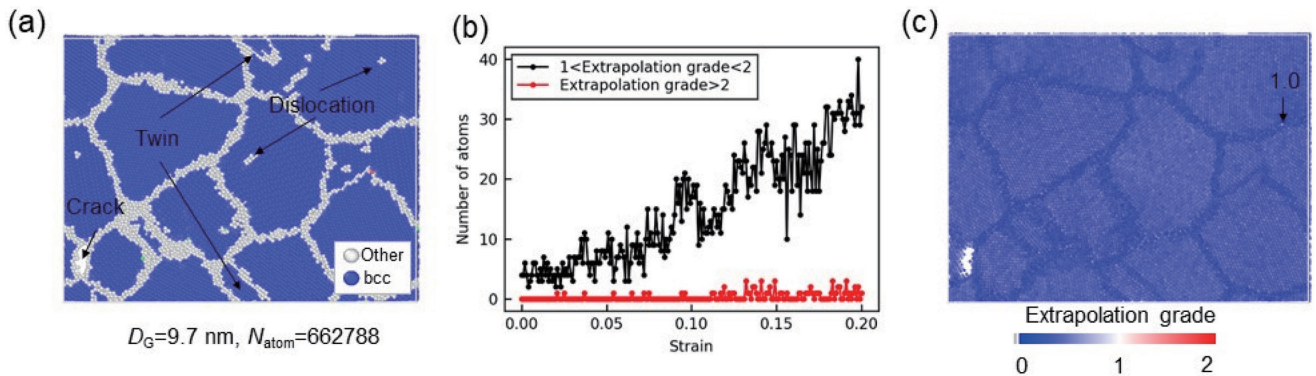 (a)
Dislocation
Twin
Crack
Other
bcc
D_G=9.7 nm, N_atom=662788
(b)
1<Extrapolation grade<2
Extrapolation grade>2
40
30
20
10
0
Number of atoms
0.00 0.05 0.10 0.15 0.20
Strain
(c)
1.0
Extrapolation grade
0 1 2